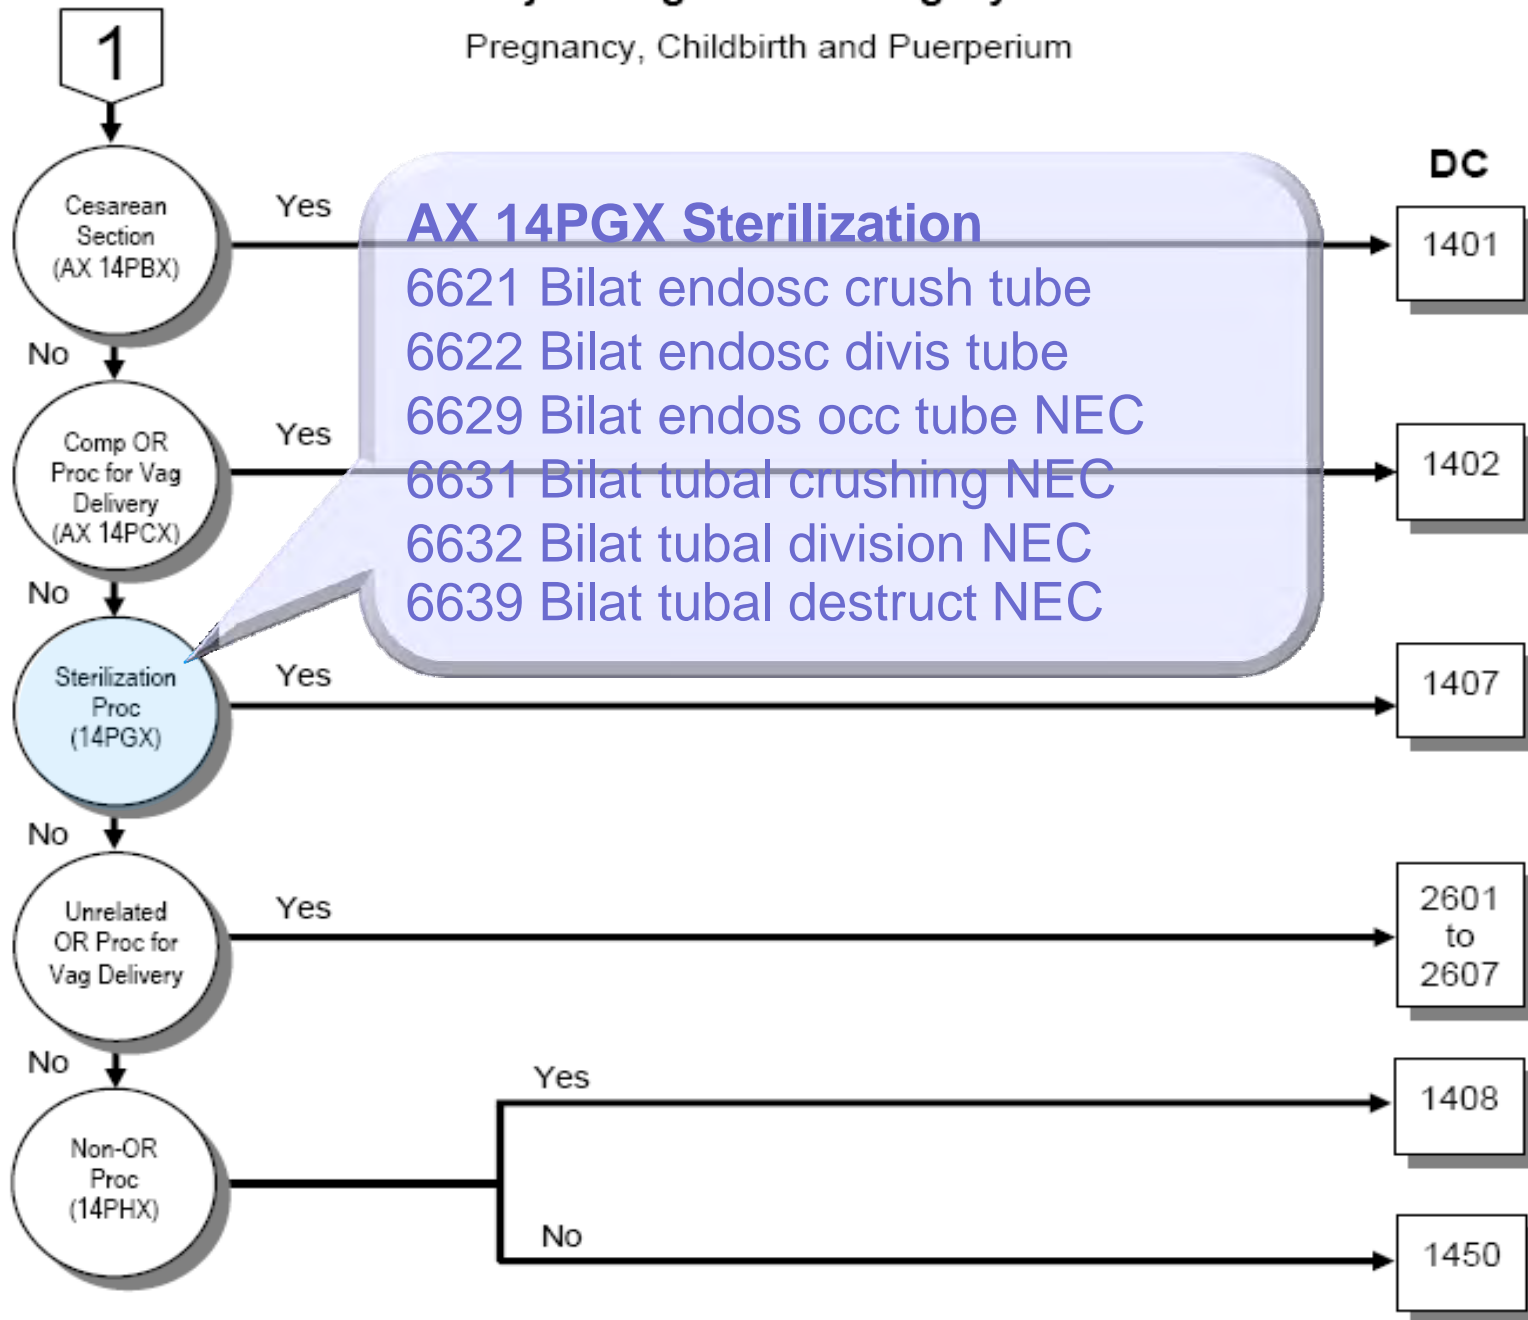 1
Pregnancy, Childbirth and Puerperium
DC
Cesarean
Section
(AX 14PBX)
Yes
1401
No
AX 14PGX Sterilization
6621 Bilat endosc crush tube
6622 Bilat endosc divis tube
6629 Bilat endos occ tube NEC
6631 Bilat tubal crushing NEC
6632 Bilat tubal division NEC
6639 Bilat tubal destruct NEC
Comp OR
Proc for Vag
Delivery
(AX 14PCX)
Yes
1402
No
Sterilization
Proc
(14PGX)
Yes
1407
No
Unrelated
OR Proc for
Vag Delivery
Yes
2601
to
2607
No
Non-OR
Proc
(14PHX)
Yes
1408
No
1450